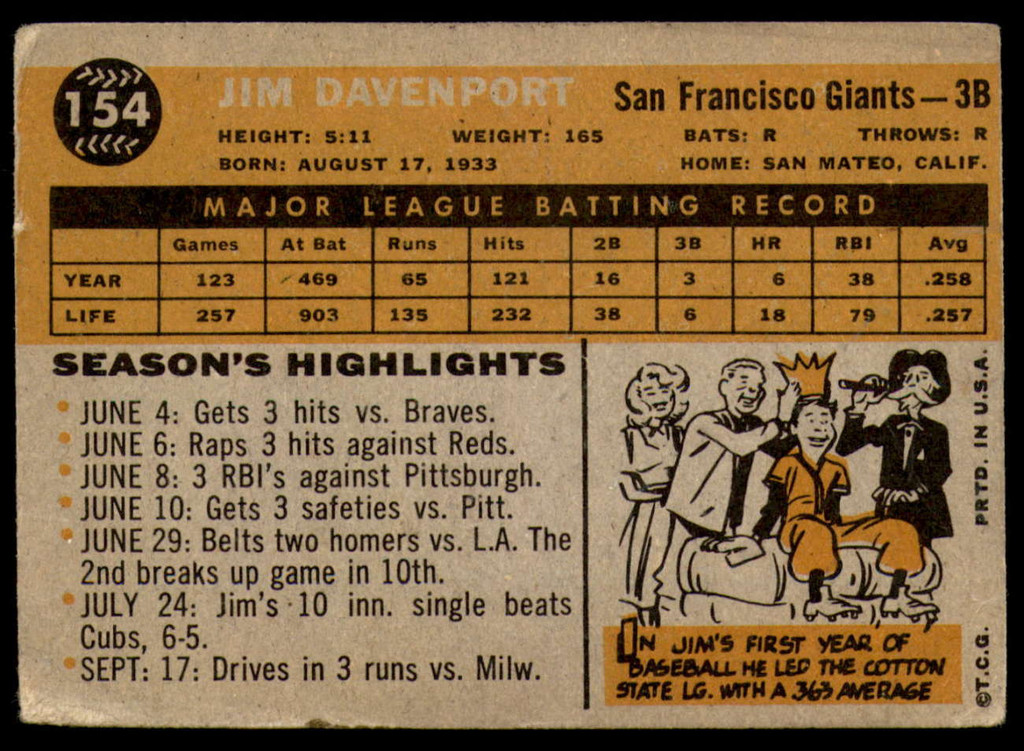 154
JIM DAVENPORT
San Francisco Giants — 3B
HEIGHT: 5:11 WEIGHT: 165 BATS: R THROWS: R
BORN: AUGUST 17, 1933 HOME: SAN MATEO, CALIF.
MAJOR LEAGUE BATTING RECORD
Games At Bat Runs Hits 2B 3B HR RBI Avg
YEAR 123 469 65 121 16 3 6 38 .258
LIFE 257 903 135 232 38 6 18 79 .257
SEASON'S HIGHLIGHTS
• JUNE 4: Gets 3 hits vs. Braves.
• JUNE 6: Raps 3 hits against Reds.
• JUNE 8: 3 RBI's against Pittsburgh.
• JUNE 10: Gets 3 safeties vs. Pitt.
• JUNE 29: Belts two homers vs. L.A. The
2nd breaks up game in 10th.
• JULY 24: Jim's 10 inn. single beats
Cubs, 6-5.
• SEPT: 17: Drives in 3 runs vs. Milw.
IN JIM'S FIRST YEAR OF
BASEBALL HE LED THE COTTON
STATE LG. WITH A .363 AVERAGE
©T.C.G. PRTD. IN U.S.A.